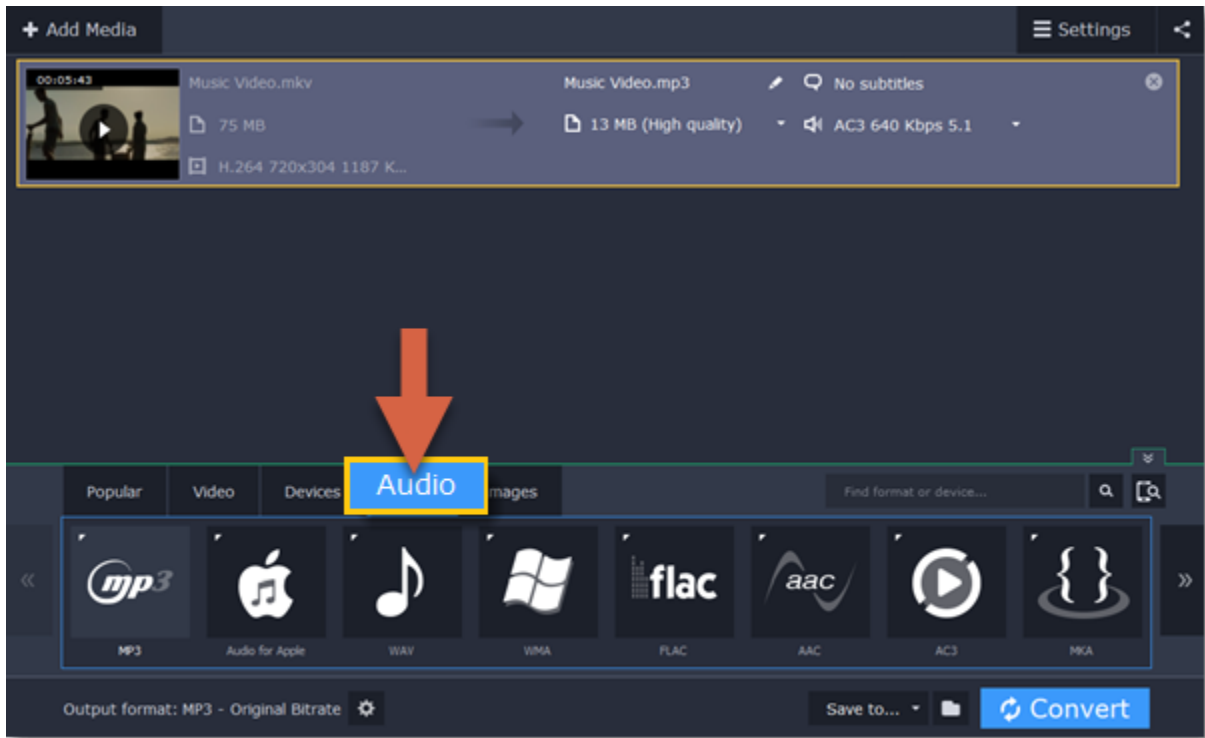 Add Media
Settings
00:05:43
Music Video.mkv
Music Video.mp3
No subtitles
75 MB
13 MB (High quality)
AC3 640 Kbps 5.1
H.264 720x304 1187 K...
Popular
Video
Devices
Audio
mages
Find format or device...
mp3
flac
aac
MP3
Audio for Apple
WAV
WMA
FLAC
AAC
AC3
MKA
Output format: MP3 - Original Bitrate
Save to...
Convert